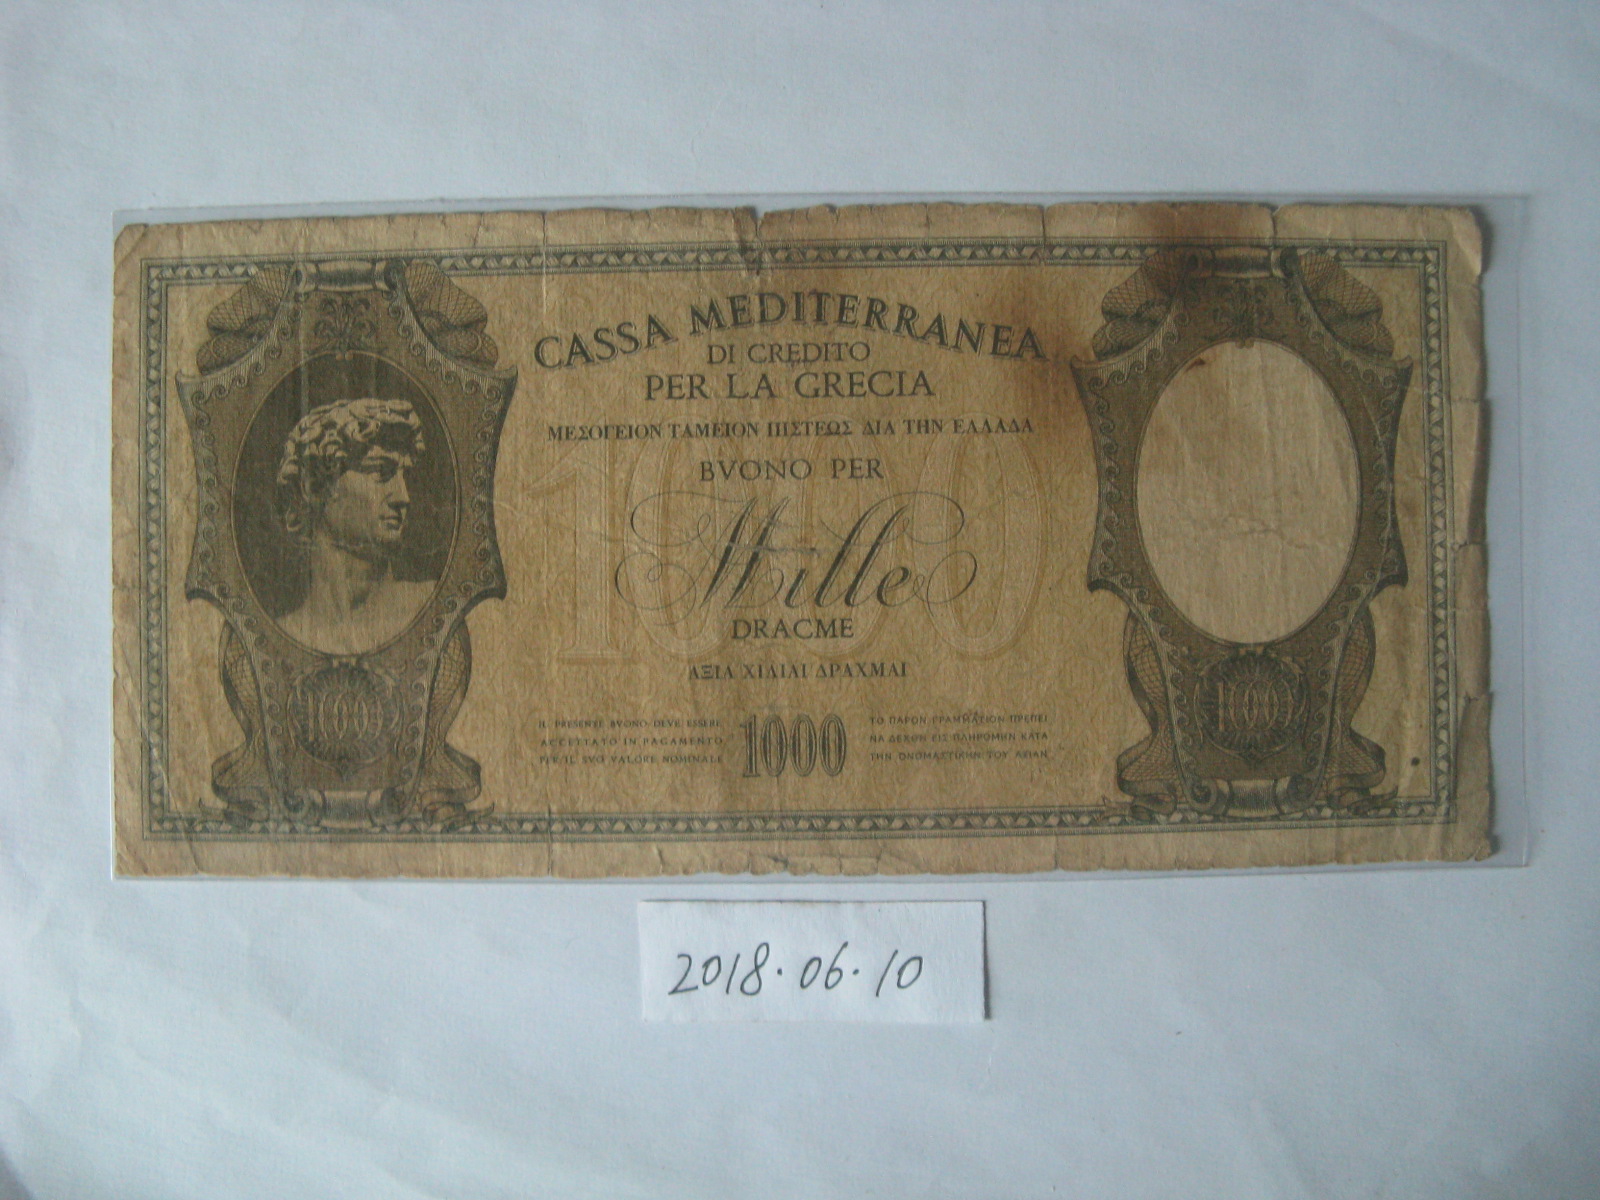 CASSA MEDITERRANEA
DI CREDITO
PER LA GRECIA
ΜΕΣΟΓΕΙΟΝ ΤΑΜΕΙΟΝ ΠΙΣΤΕΩΣ ΔΙΑ ΤΗΝ ΕΛΛΑΔΑ
BVONO PER
1000
Mille
DRACME
ΑΞΙΑ ΧΙΛΙΑΙ ΔΡΑΧΜΑΙ
1000
1000
IL PRESENTE BVONO DEVE ESSERE
ACCETTATO IN PAGAMENTO
PER IL SVO VALORE NOMINALE
1000
ΤΟ ΠΑΡΟΝ ΓΡΑΜΜΑΤΙΟΝ ΠΡΕΠΕΙ
ΝΑ ΔΕΧΘΗ ΕΙΣ ΠΛΗΡΩΜΗΝ ΚΑΤΑ
ΤΗΝ ΟΝΟΜΑΣΤΙΚΗΝ ΤΟΥ ΑΞΙΑΝ
2018.06.10